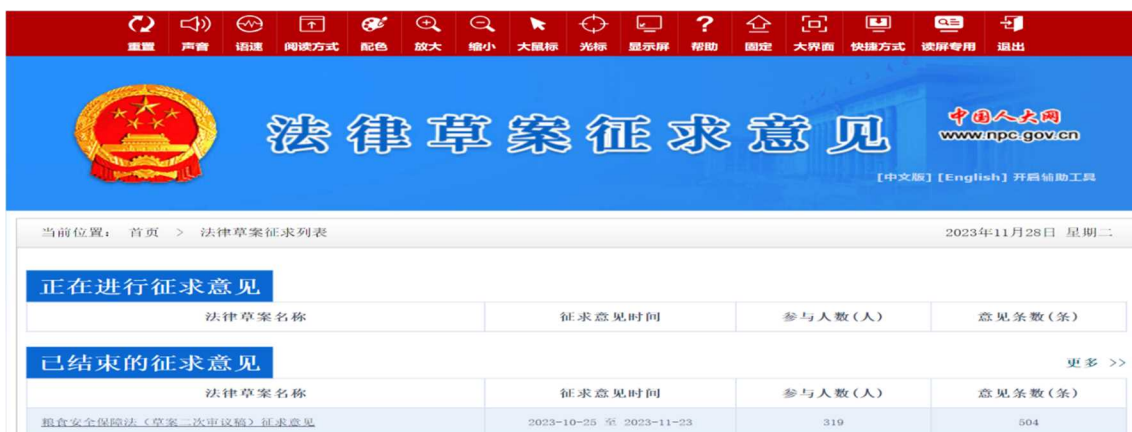 重置 声音 语速 阅读方式 配色 放大 缩小 大鼠标 光标 显示屏 帮助 固定 大界面 快捷方式 读屏专用 退出
法律草案征求意见
中国人大网
www.npc.gov.cn
[中文版] [English] 开启辅助工具
当前位置: 首页 > 法律草案征求列表 2023年11月28日 星期二
正在进行征求意见
法律草案名称 征求意见时间 参与人数(人) 意见条数(条)
已结束的征求意见 更多 >>
法律草案名称 征求意见时间 参与人数(人) 意见条数(条)
粮食安全保障法（草案二次审议稿）征求意见 2023-10-25 至 2023-11-23 319 504